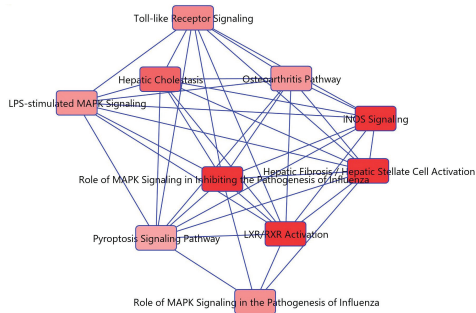 Toll-like Receptor Signaling
Hepatic Cholestasis
Osteoarthritis Pathway
LPS-stimulated MAPK Signaling
iNOS Signaling
Hepatic Fibrosis / Hepatic Stellate Cell Activation
Role of MAPK Signaling in Inhibiting the Pathogenesis of Influenza
Pyroptosis Signaling Pathway
LXR/RXR Activation
Role of MAPK Signaling in the Pathogenesis of Influenza